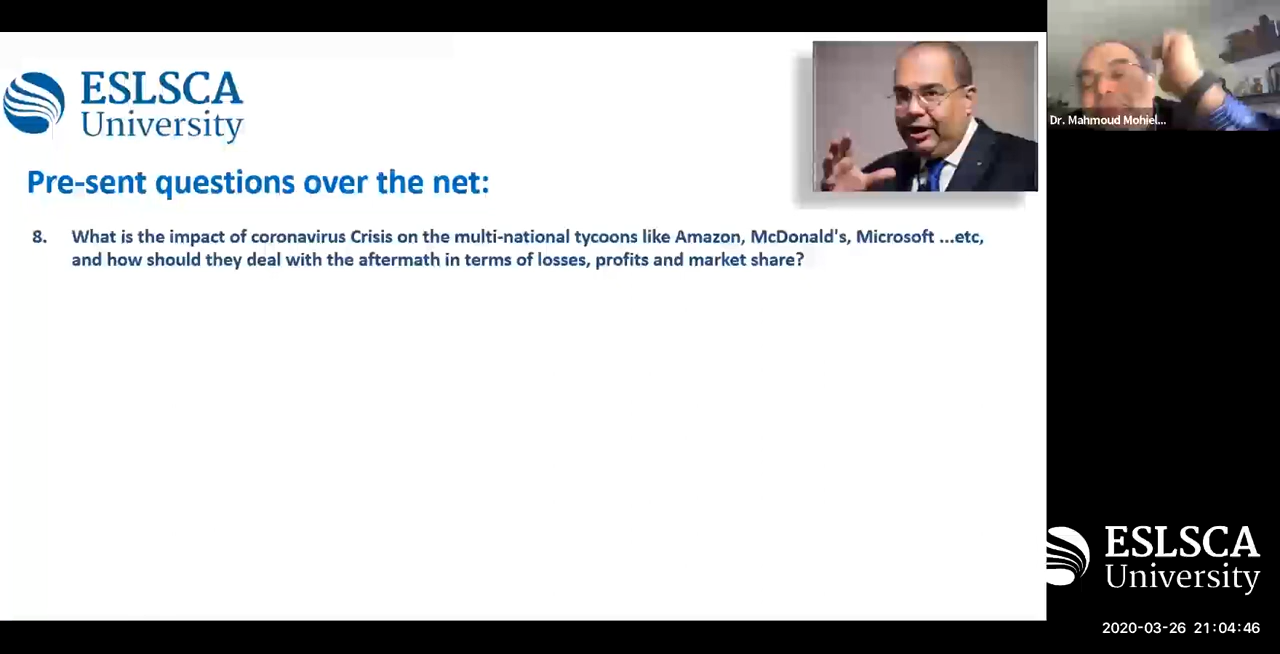 ESLSCA
University
Dr. Mahmoud Mohiel...
Pre-sent questions over the net:
8. What is the impact of coronavirus Crisis on the multi-national tycoons like Amazon, McDonald's, Microsoft ...etc,
and how should they deal with the aftermath in terms of losses, profits and market share?
ESLSCA
University
2020-03-26 21:04:46